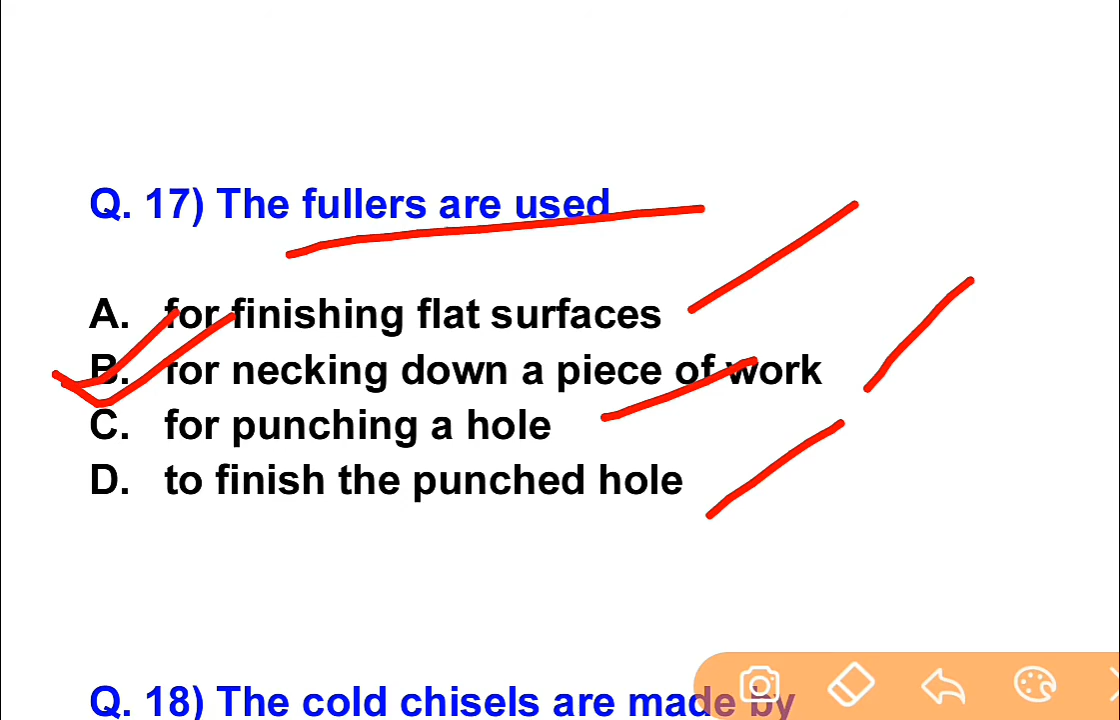 Q. 17) The fullers are used
A. for finishing flat surfaces
B. for necking down a piece of work
C. for punching a hole
D. to finish the punched hole
Q. 18) The cold chisels are made by